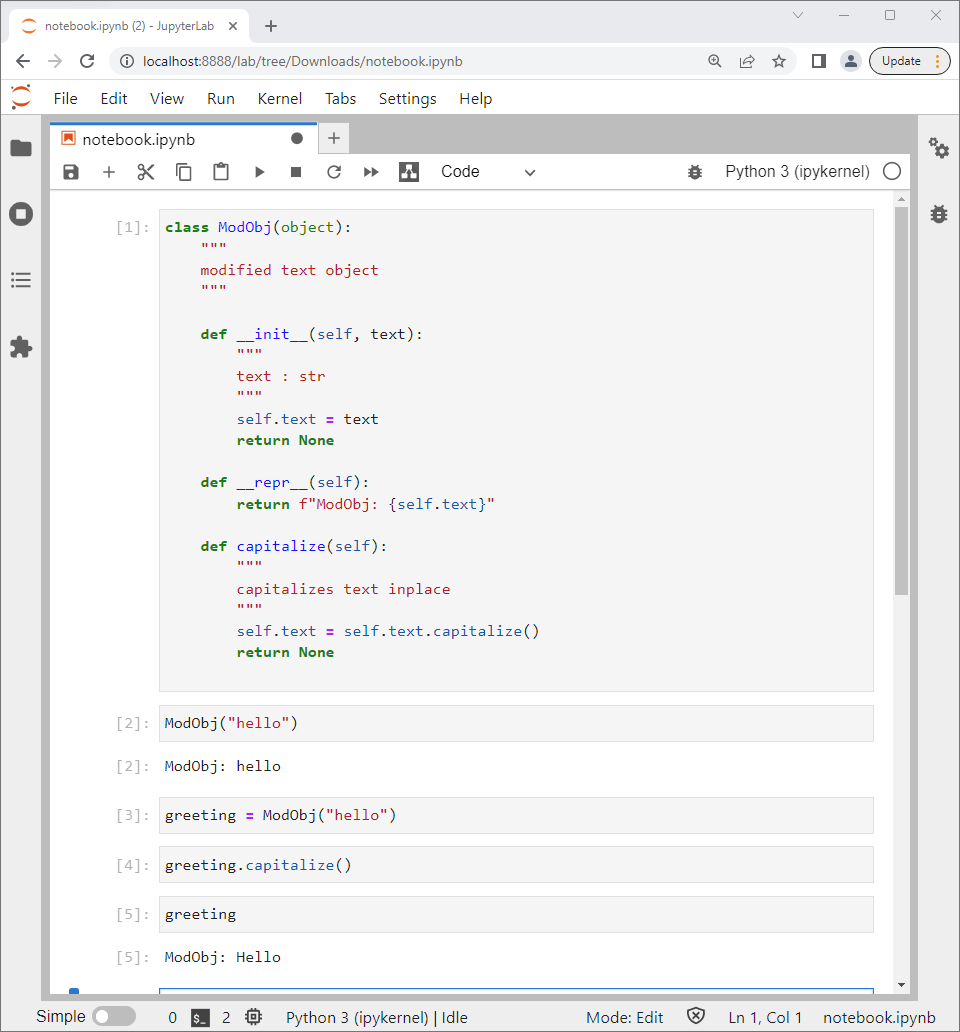 notebook.ipynb (2) - JupyterLab
localhost:8888/lab/tree/Downloads/notebook.ipynb
Update
File Edit View Run Kernel Tabs Settings Help
notebook.ipynb
Code
Python 3 (ipykernel)
[1]: class ModObj(object):
    """
    modified text object
    """

    def __init__(self, text):
        """
        text : str
        """
        self.text = text
        return None

    def __repr__(self):
        return f"ModObj: {self.text}"

    def capitalize(self):
        """
        capitalizes text inplace
        """
        self.text = self.text.capitalize()
        return None

[2]: ModObj("hello")
[2]: ModObj: hello
[3]: greeting = ModObj("hello")
[4]: greeting.capitalize()
[5]: greeting
[5]: ModObj: Hello
Simple 0 $_ 2 Python 3 (ipykernel) | Idle Mode: Edit Ln 1, Col 1 notebook.ipynb